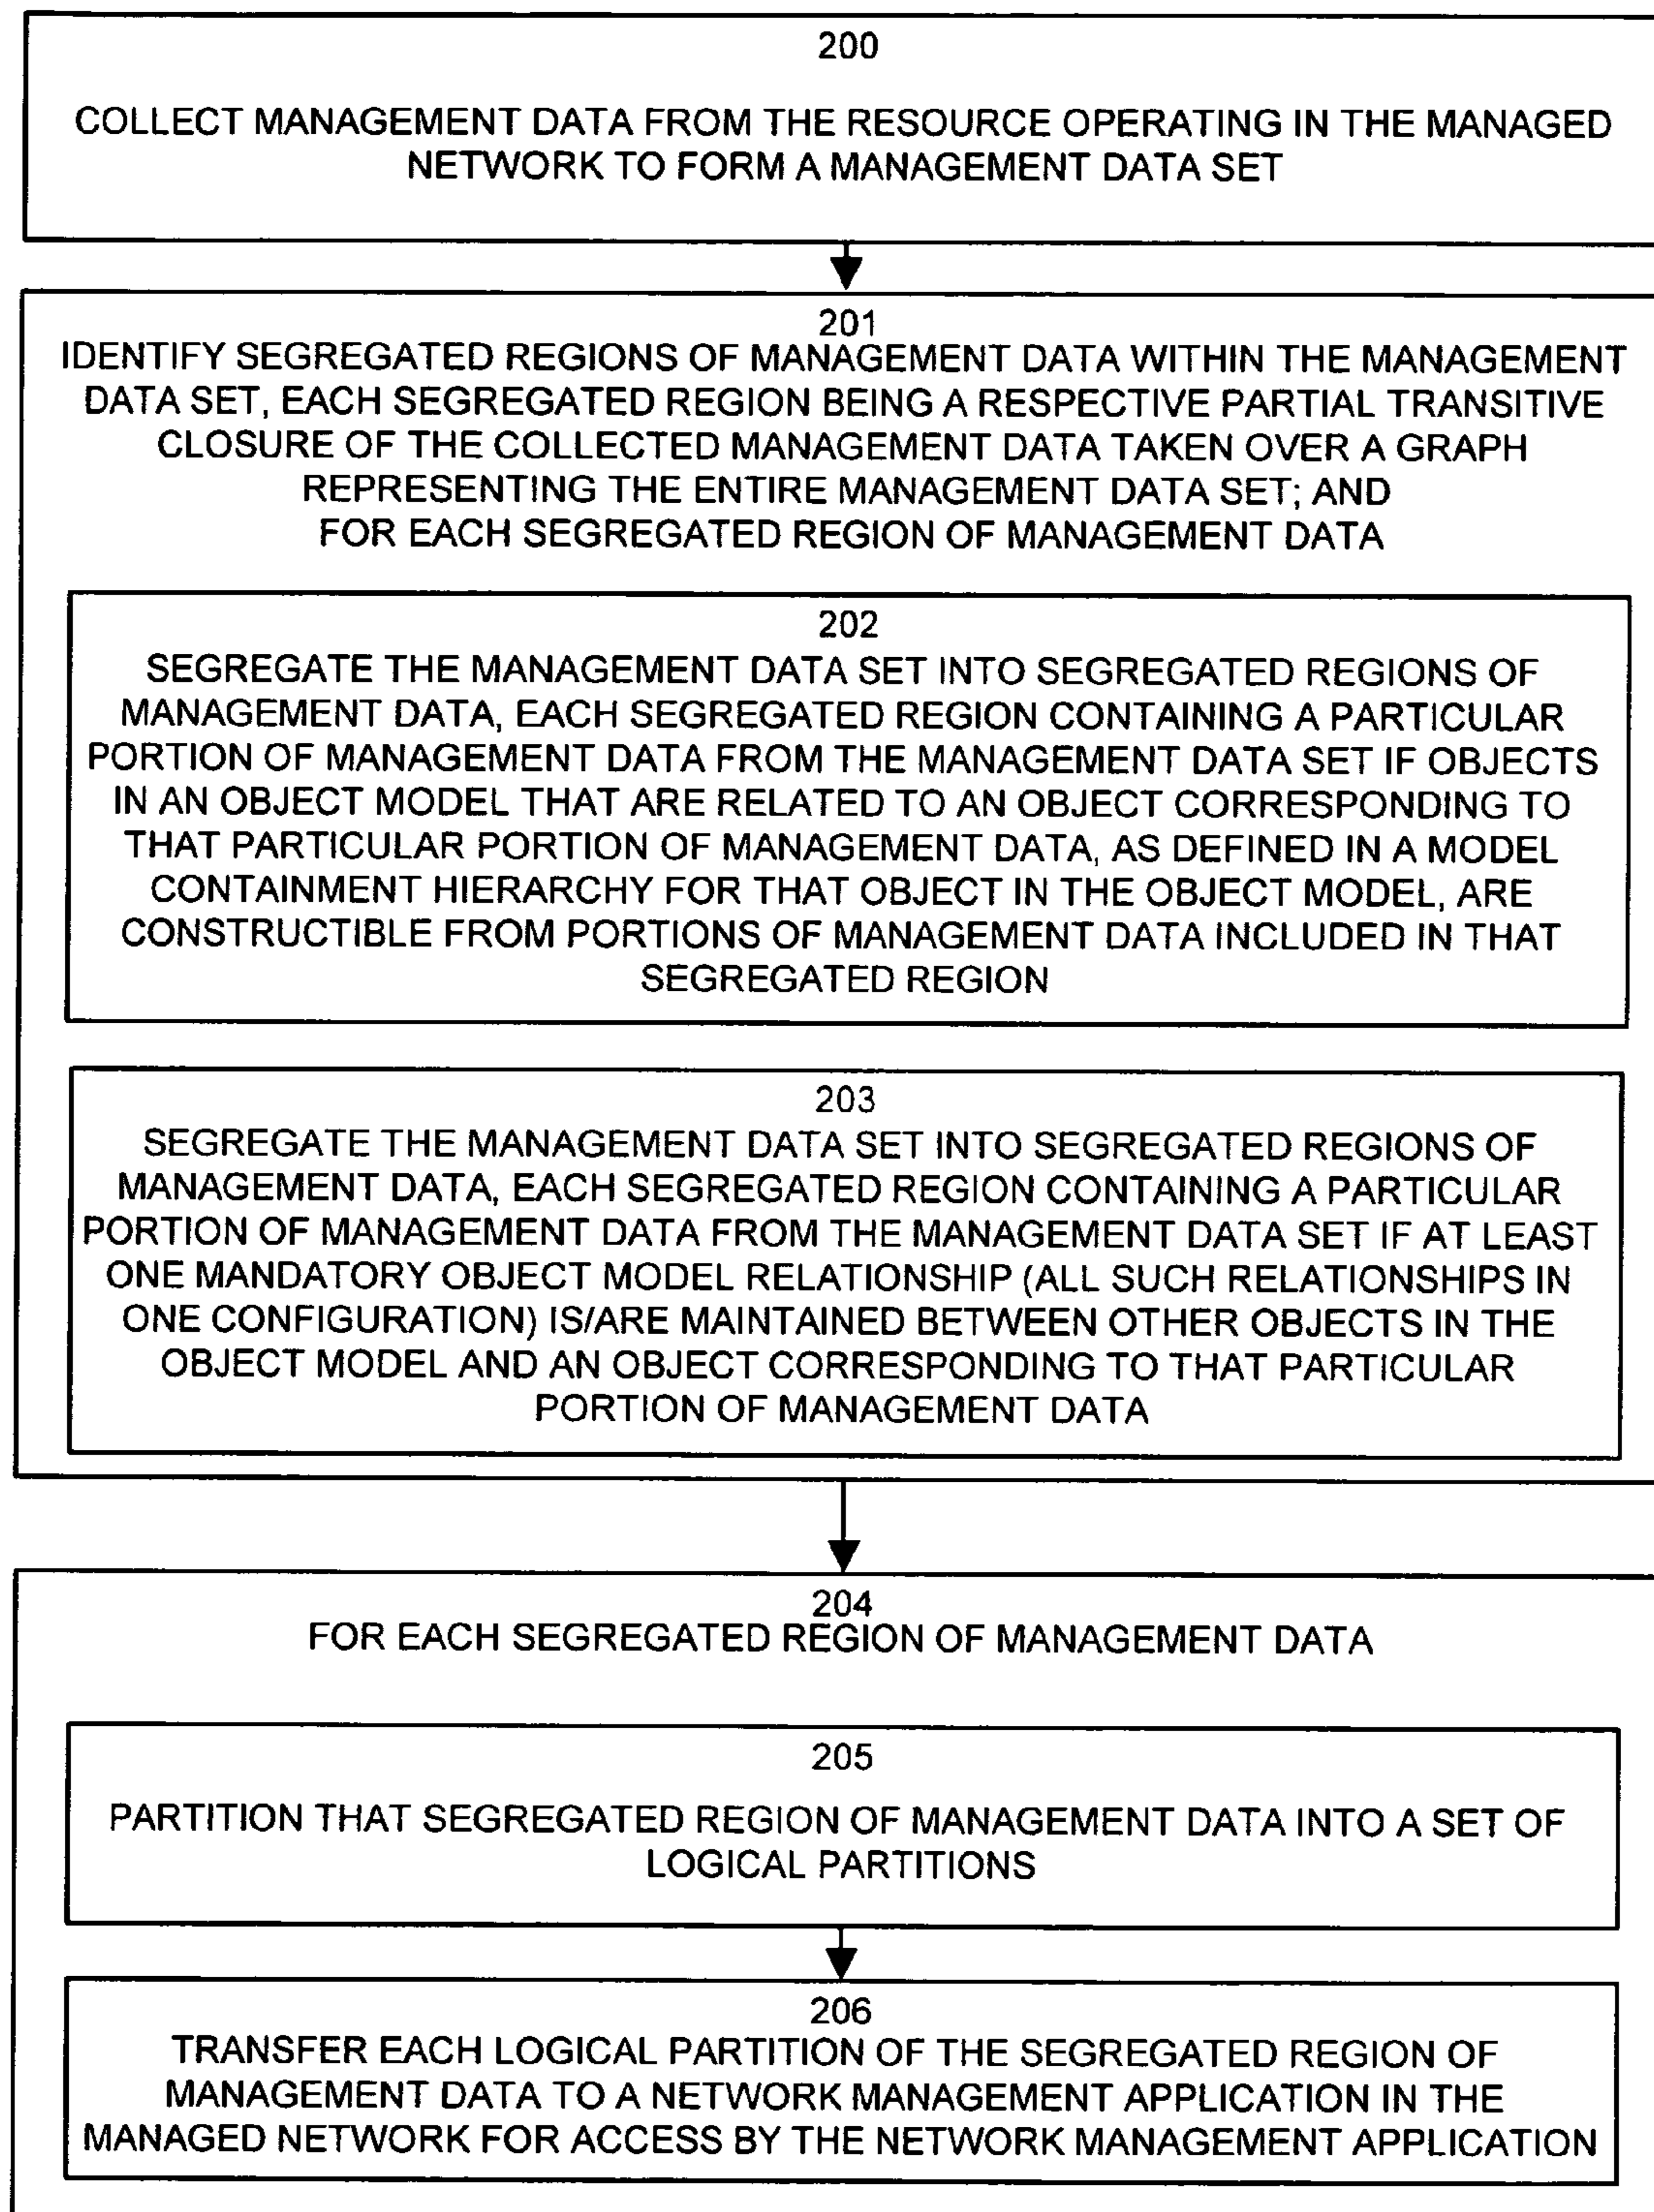 200
COLLECT MANAGEMENT DATA FROM THE RESOURCE OPERATING IN THE MANAGED
NETWORK TO FORM A MANAGEMENT DATA SET
201
IDENTIFY SEGREGATED REGIONS OF MANAGEMENT DATA WITHIN THE MANAGEMENT
DATA SET, EACH SEGREGATED REGION BEING A RESPECTIVE PARTIAL TRANSITIVE
CLOSURE OF THE COLLECTED MANAGEMENT DATA TAKEN OVER A GRAPH
REPRESENTING THE ENTIRE MANAGEMENT DATA SET; AND
FOR EACH SEGREGATED REGION OF MANAGEMENT DATA
202
SEGREGATE THE MANAGEMENT DATA SET INTO SEGREGATED REGIONS OF
MANAGEMENT DATA, EACH SEGREGATED REGION CONTAINING A PARTICULAR
PORTION OF MANAGEMENT DATA FROM THE MANAGEMENT DATA SET IF OBJECTS
IN AN OBJECT MODEL THAT ARE RELATED TO AN OBJECT CORRESPONDING TO
THAT PARTICULAR PORTION OF MANAGEMENT DATA, AS DEFINED IN A MODEL
CONTAINMENT HIERARCHY FOR THAT OBJECT IN THE OBJECT MODEL, ARE
CONSTRUCTIBLE FROM PORTIONS OF MANAGEMENT DATA INCLUDED IN THAT
SEGREGATED REGION
203
SEGREGATE THE MANAGEMENT DATA SET INTO SEGREGATED REGIONS OF
MANAGEMENT DATA, EACH SEGREGATED REGION CONTAINING A PARTICULAR
PORTION OF MANAGEMENT DATA FROM THE MANAGEMENT DATA SET IF AT LEAST
ONE MANDATORY OBJECT MODEL RELATIONSHIP (ALL SUCH RELATIONSHIPS IN
ONE CONFIGURATION) IS/ARE MAINTAINED BETWEEN OTHER OBJECTS IN THE
OBJECT MODEL AND AN OBJECT CORRESPONDING TO THAT PARTICULAR
PORTION OF MANAGEMENT DATA
204
FOR EACH SEGREGATED REGION OF MANAGEMENT DATA
205
PARTITION THAT SEGREGATED REGION OF MANAGEMENT DATA INTO A SET OF
LOGICAL PARTITIONS
206
TRANSFER EACH LOGICAL PARTITION OF THE SEGREGATED REGION OF
MANAGEMENT DATA TO A NETWORK MANAGEMENT APPLICATION IN THE
MANAGED NETWORK FOR ACCESS BY THE NETWORK MANAGEMENT APPLICATION